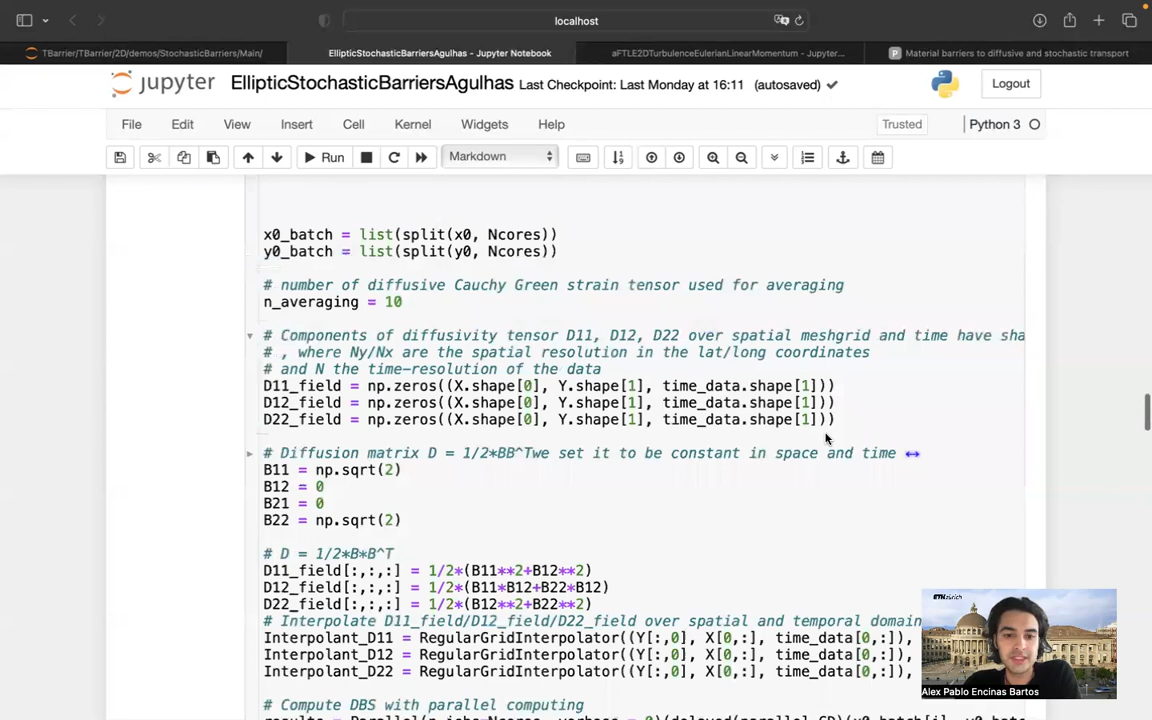 localhost
TBarrier/TBarrier/2D/demos/StochasticBarriers/Main/
EllipticStochasticBarriersAgulhas - Jupyter Notebook
aFTLE2DTurbulenceEulerianLinearMomentum - Jupyter...
Material barriers to diffusive and stochastic transport
jupyter EllipticStochasticBarriersAgulhas Last Checkpoint: Last Monday at 16:11 (autosaved) Logout
File Edit View Insert Cell Kernel Widgets Help Trusted Python 3
Run Markdown
x0_batch = list(split(x0, Ncores))
y0_batch = list(split(y0, Ncores))
# number of diffusive Cauchy Green strain tensor used for averaging
n_averaging = 10
# Components of diffusivity tensor D11, D12, D22 over spatial meshgrid and time have sha
# , where Ny/Nx are the spatial resolution in the lat/long coordinates
# and N the time-resolution of the data
D11_field = np.zeros((X.shape[0], Y.shape[1], time_data.shape[1]))
D12_field = np.zeros((X.shape[0], Y.shape[1], time_data.shape[1]))
D22_field = np.zeros((X.shape[0], Y.shape[1], time_data.shape[1]))
# Diffusion matrix D = 1/2*BB^Twe set it to be constant in space and time
B11 = np.sqrt(2)
B12 = 0
B21 = 0
B22 = np.sqrt(2)
# D = 1/2*B*B^T
D11_field[:,:,:] = 1/2*(B11**2+B12**2)
D12_field[:,:,:] = 1/2*(B11*B12+B22*B12)
D22_field[:,:,:] = 1/2*(B12**2+B22**2)
# Interpolate D11_field/D12_field/D22_field over spatial and temporal domain
Interpolant_D11 = RegularGridInterpolator((Y[:,0], X[0,:], time_data[0,:]),
Interpolant_D12 = RegularGridInterpolator((Y[:,0], X[0,:], time_data[0,:]),
Interpolant_D22 = RegularGridInterpolator((Y[:,0], X[0,:], time_data[0,:]),
# Compute DBS with parallel computing
ETH zürich
Alex Pablo Encinas Bartos